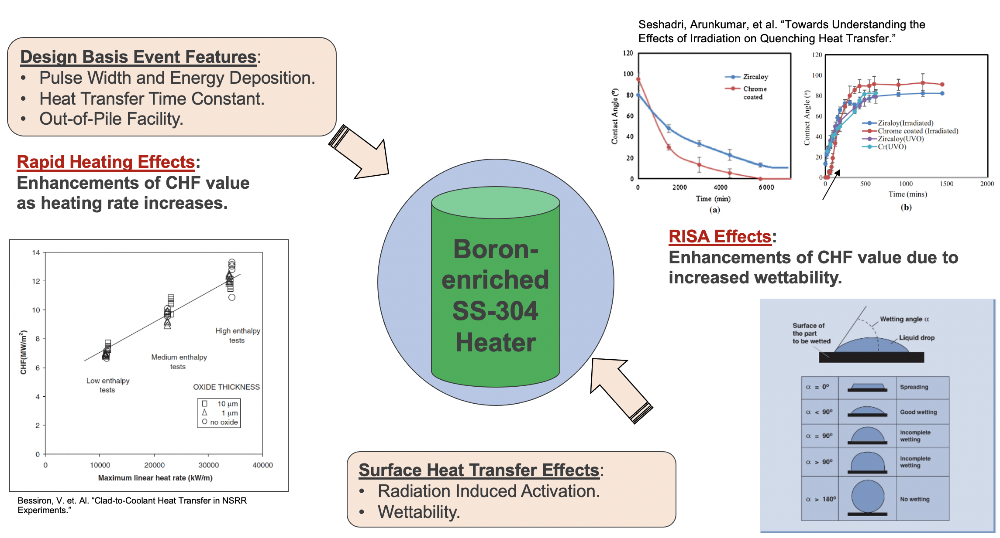 Design Basis Event Features:
• Pulse Width and Energy Deposition.
• Heat Transfer Time Constant.
• Out-of-Pile Facility.
Rapid Heating Effects:
Enhancements of CHF value
as heating rate increases.
14
12
10
8
6
4
2
0
CHF(MW/m²)
High enthalpy
tests
Medium enthalpy
tests
Low enthalpy
tests
OXIDE THICKNESS
10 µm
1 µm
no oxide
0 10000 20000 30000 40000
Maximum linear heat rate (kW/m)
Bessiron, V. et. Al. “Clad-to-Coolant Heat Transfer in NSRR
Experiments.”
Boron-
enriched
SS-304
Heater
Surface Heat Transfer Effects:
• Radiation Induced Activation.
• Wettability.
Seshadri, Arunkumar, et al. “Towards Understanding the
Effects of Irradiation on Quenching Heat Transfer.”
120
100
80
60
40
20
0
Contact Angle (º)
Zircaloy
Chrome
coated
0 2000 4000 6000
Time (min)
(a)
120
100
80
60
40
20
0
Contact Angle (º)
Ziraloy(Irradiated)
Chrome coated (Irradiated)
Zircaloy(UVO)
Cr(UVO)
0 500 1000 1500 2000
Time (mins)
(b)
RISA Effects:
Enhancements of CHF value due to
increased wettability.
Wetting angle α
Surface of
the part
to be wetted
Liquid drop
α = 0º Spreading
α < 90º Good wetting
α = 90º Incomplete
wetting
α > 90º Incomplete
wetting
α > 180º No wetting